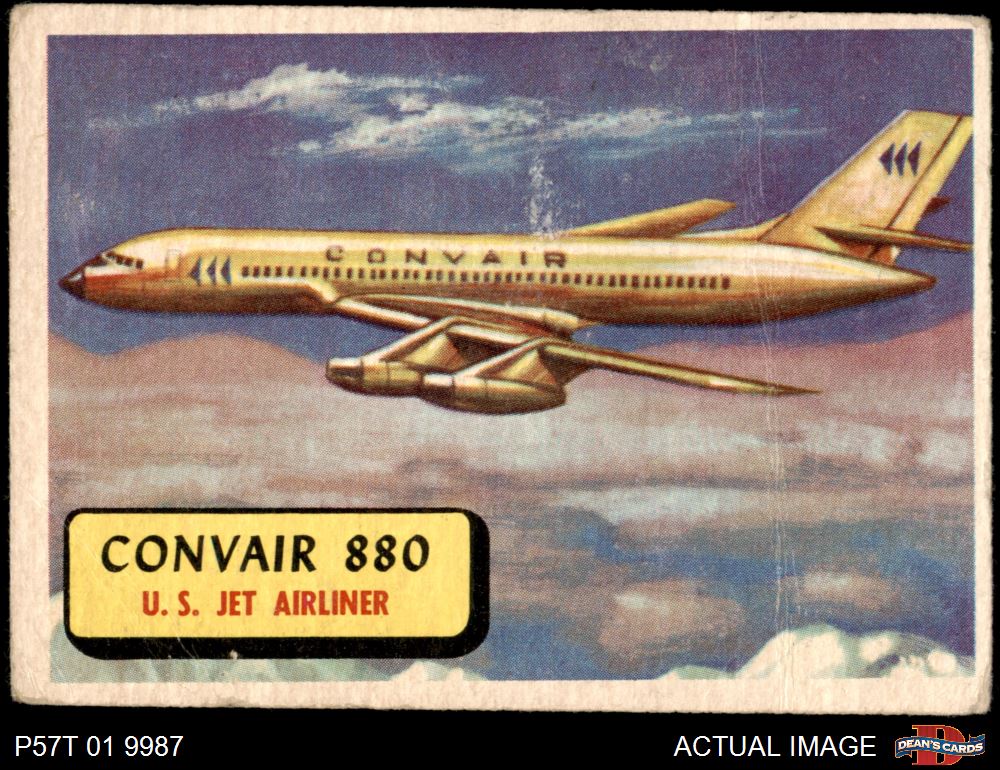 CONVAIR
CONVAIR 880
U. S. JET AIRLINER
P57T 01 9987
ACTUAL IMAGE
D
DEAN'S CARDS